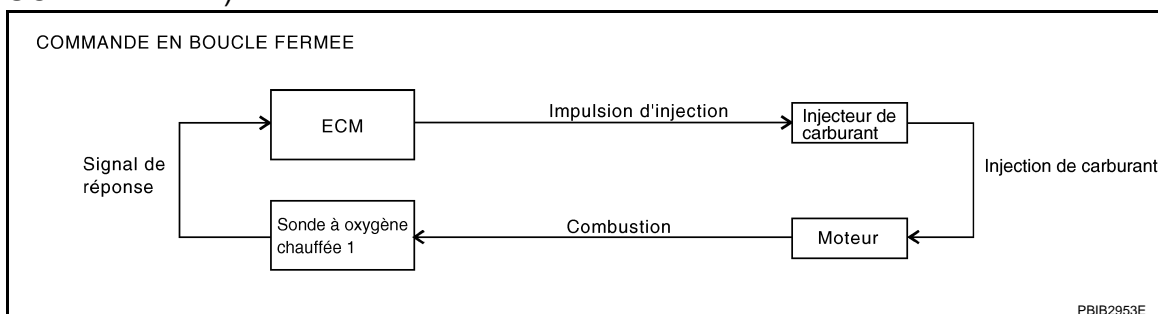 COMMANDE EN BOUCLE FERMEE
ECM
Impulsion d'injection
Injecteur de
carburant
Signal de
réponse
Injection de carburant
Sonde à oxygène
chauffée 1
Combustion
Moteur
PBIB2953E